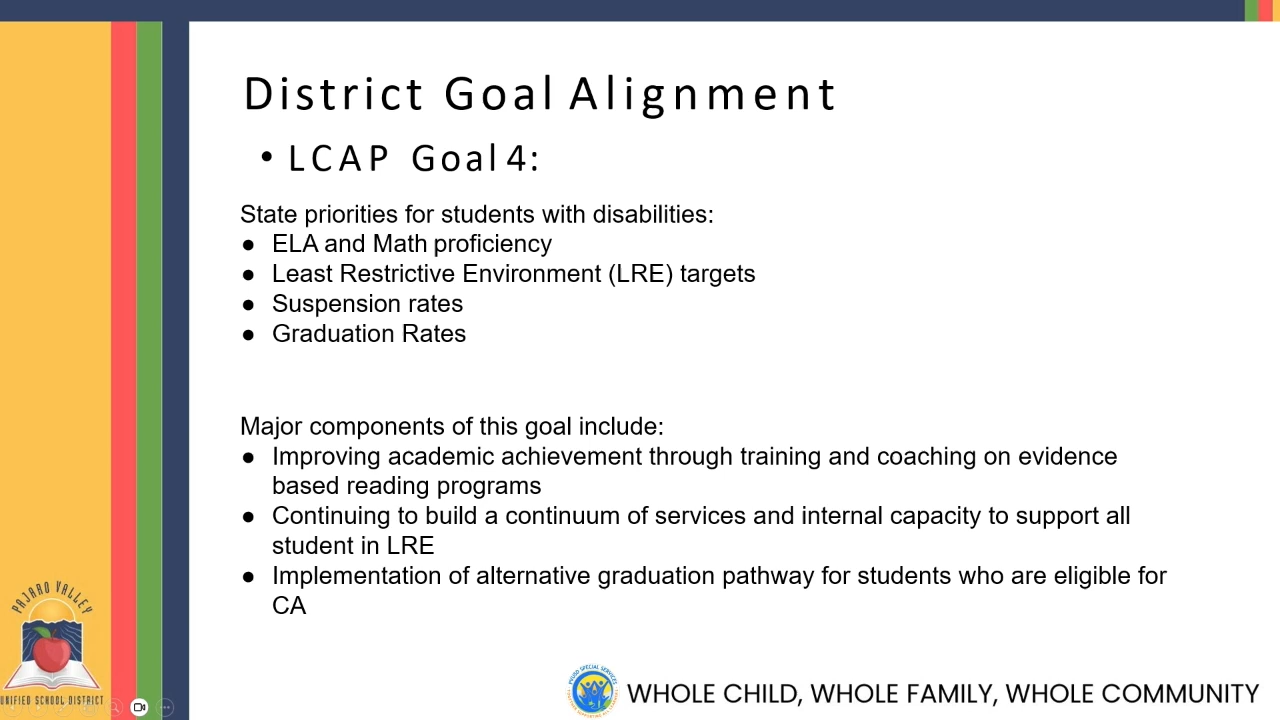 District Goal Alignment
• LCAP Goal 4:
State priorities for students with disabilities:
● ELA and Math proficiency
● Least Restrictive Environment (LRE) targets
● Suspension rates
● Graduation Rates
Major components of this goal include:
● Improving academic achievement through training and coaching on evidence
based reading programs
● Continuing to build a continuum of services and internal capacity to support all
student in LRE
● Implementation of alternative graduation pathway for students who are eligible for
CA
PAJARO VALLEY
UNIFIED SCHOOL DISTRICT
WHOLE CHILD, WHOLE FAMILY, WHOLE COMMUNITY